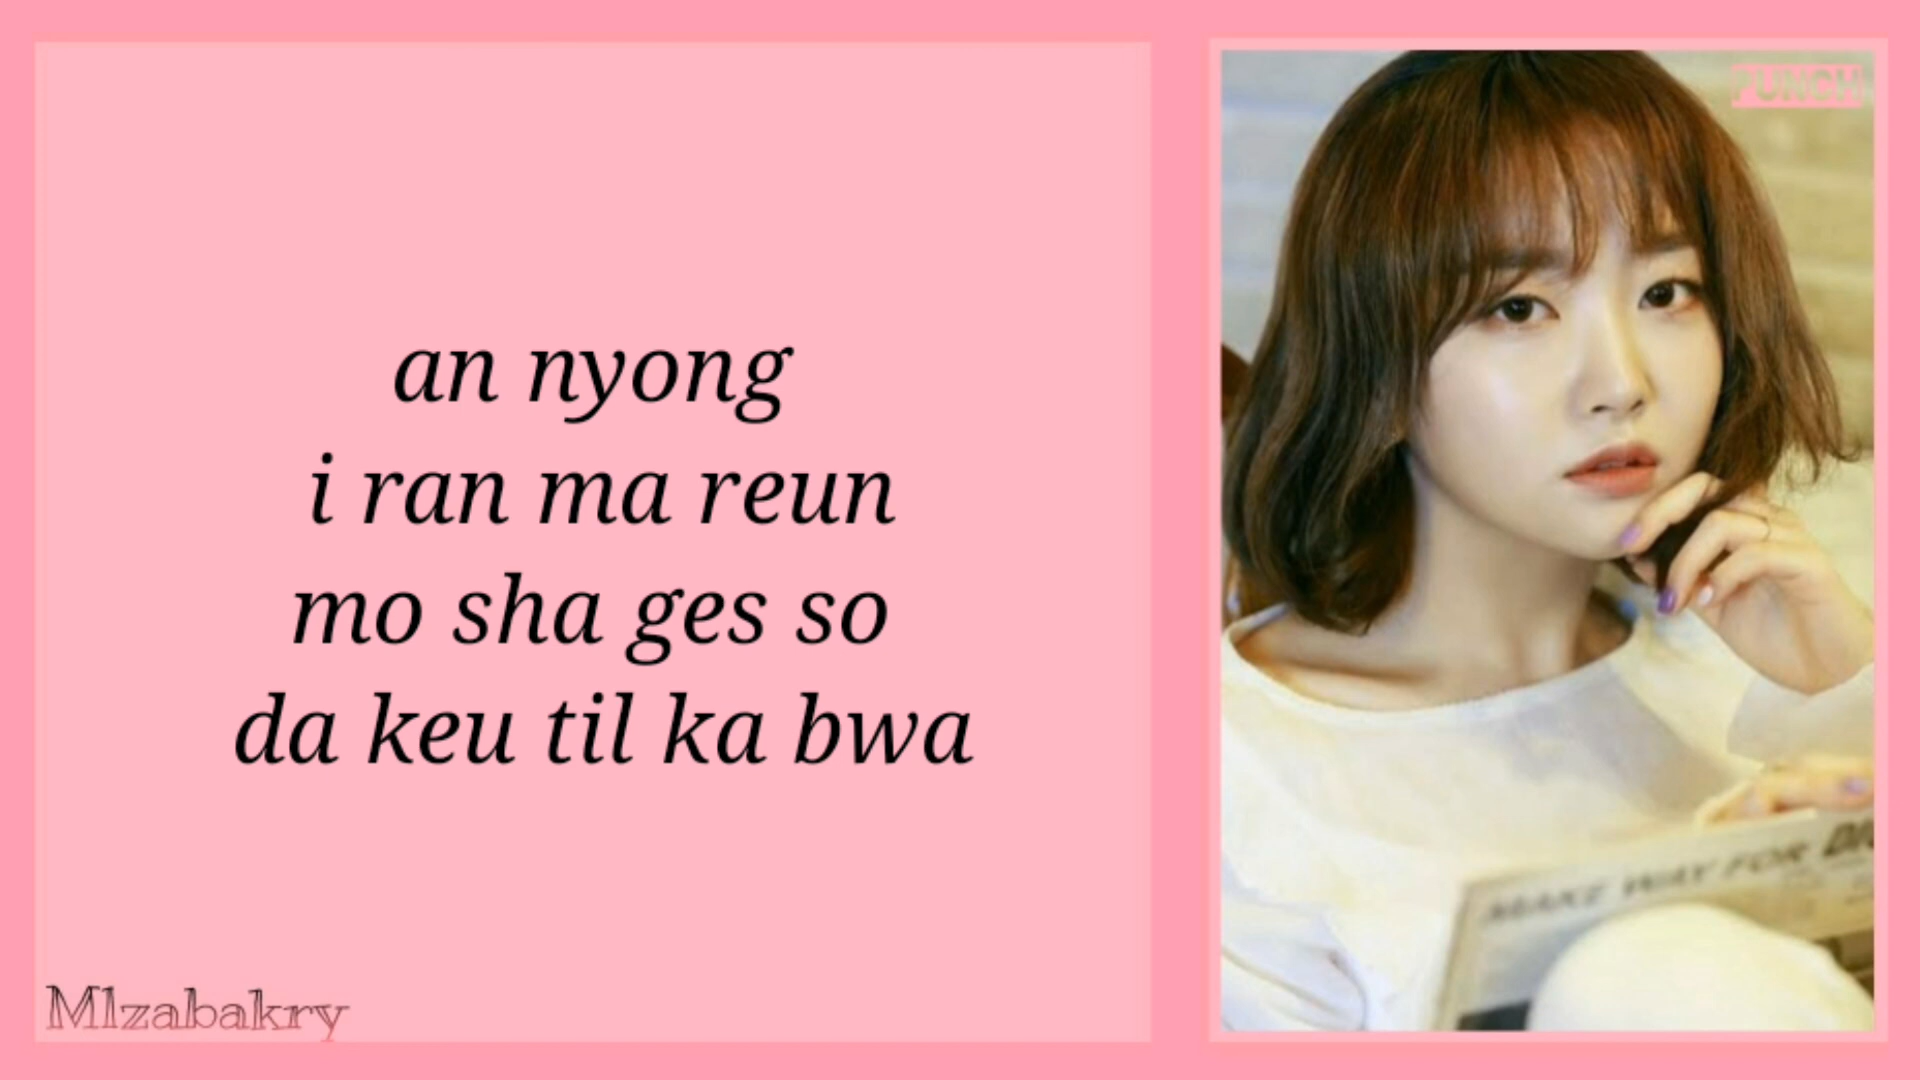 an nyong
i ran ma reun
mo sha ges so
da keu til ka bwa
Mlzabakry
PUNCH
MAKE WAY FOR